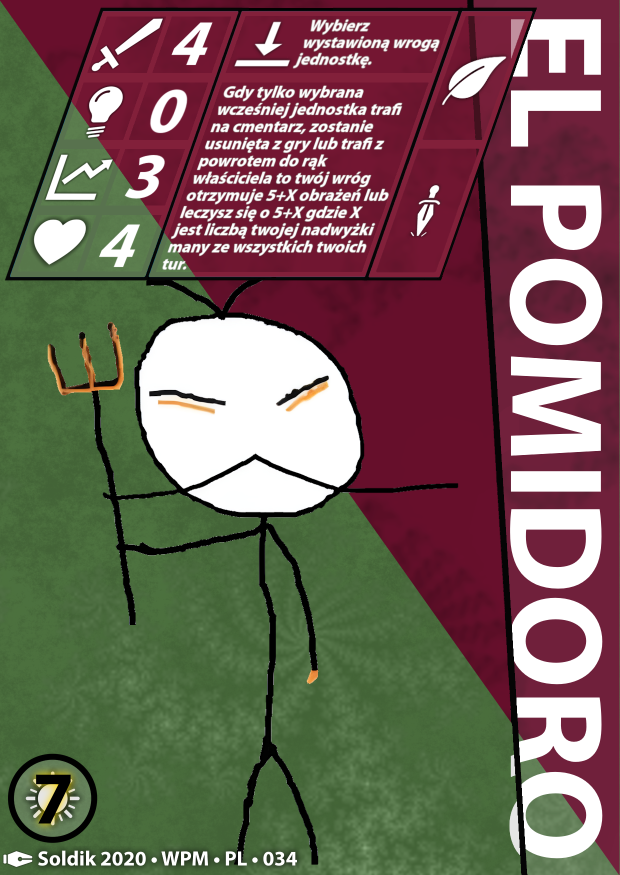 4
0
3
4
Wybierz
wystawioną wrogą
jednostkę.
Gdy tylko wybrana
wcześniej jednostka trafi
na cmentarz, zostanie
usunięta z gry lub trafi z
powrotem do rąk
właściciela to twój wróg
otrzymuje 5+X obrażeń lub
leczysz się o 5+X gdzie X
jest liczbą twojej nadwyżki
many ze wszystkich twoich
tur.
EL POMIDORO
7
Soldik 2020 • WPM • PL • 034